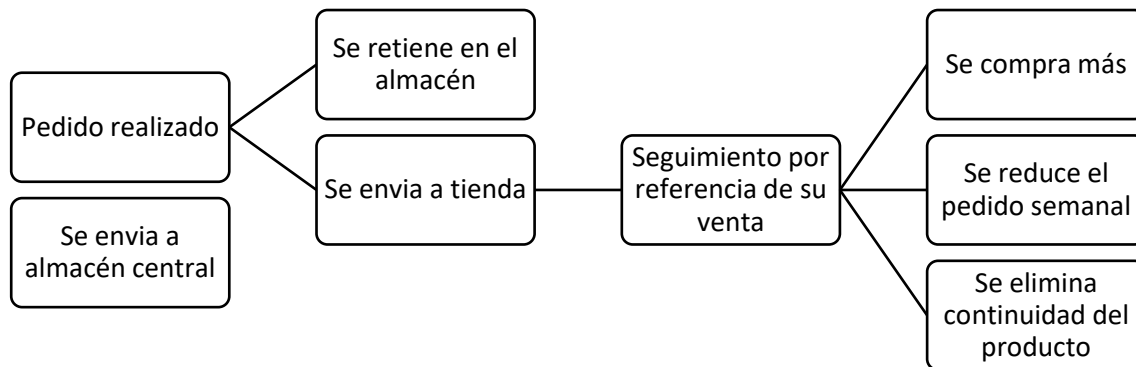 Pedido realizado
Se envia a
almacén central
Se retiene en el
almacén
Se envia a tienda
Seguimiento por
referencia de su
venta
Se compra más
Se reduce el
pedido semanal
Se elimina
continuidad del
producto